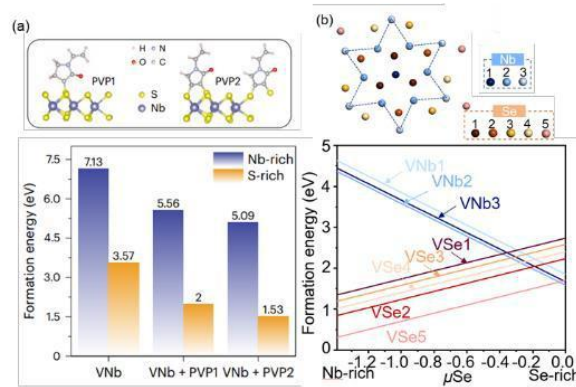 (a)
H N
O C
PVP1
PVP2
S
Nb
Formation energy (eV)
7.5
6.0
4.5
3.0
1.5
0
Nb-rich
S-rich
7.13
3.57
5.56
2
5.09
1.53
VNb
VNb + PVP1
VNb + PVP2
(b)
Nb
1 2 3
Se
1 2 3 4 5
Formation energy (eV)
5
4
3
2
1
0
VNb1
VNb2
VNb3
VSe1
VSe3
VSe4
VSe2
VSe5
-1.2 -1.0 -0.8 -0.6 -0.4 -0.2 0.0
Nb-rich
μSe
Se-rich